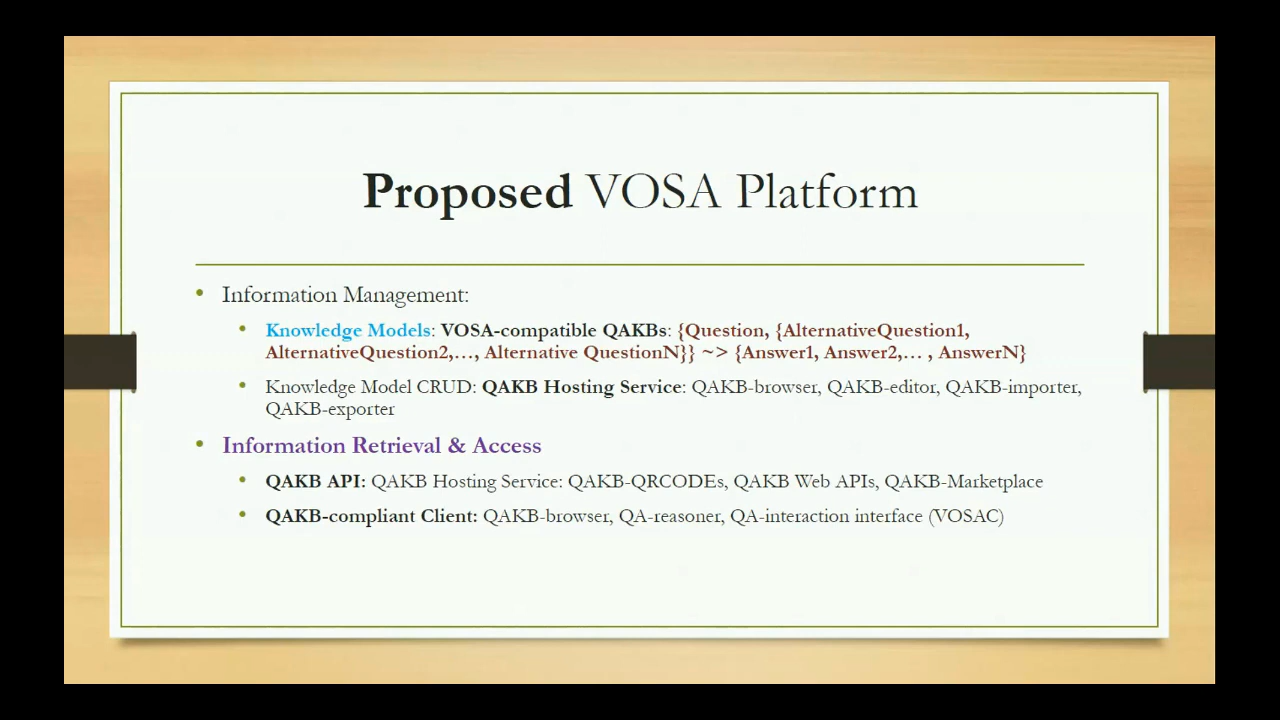 Proposed VOSA Platform
• Information Management:
• Knowledge Models: VOSA-compatible QAKBs: {Question, {AlternativeQuestion1,
AlternativeQuestion2,..., Alternative QuestionN}} ~> {Answer1, Answer2,... , AnswerN}
• Knowledge Model CRUD: QAKB Hosting Service: QAKB-browser, QAKB-editor, QAKB-importer,
QAKB-exporter
• Information Retrieval & Access
• QAKB API: QAKB Hosting Service: QAKB-QRCODEs, QAKB Web APIs, QAKB-Marketplace
• QAKB-compliant Client: QAKB-browser, QA-reasoner, QA-interaction interface (VOSAC)